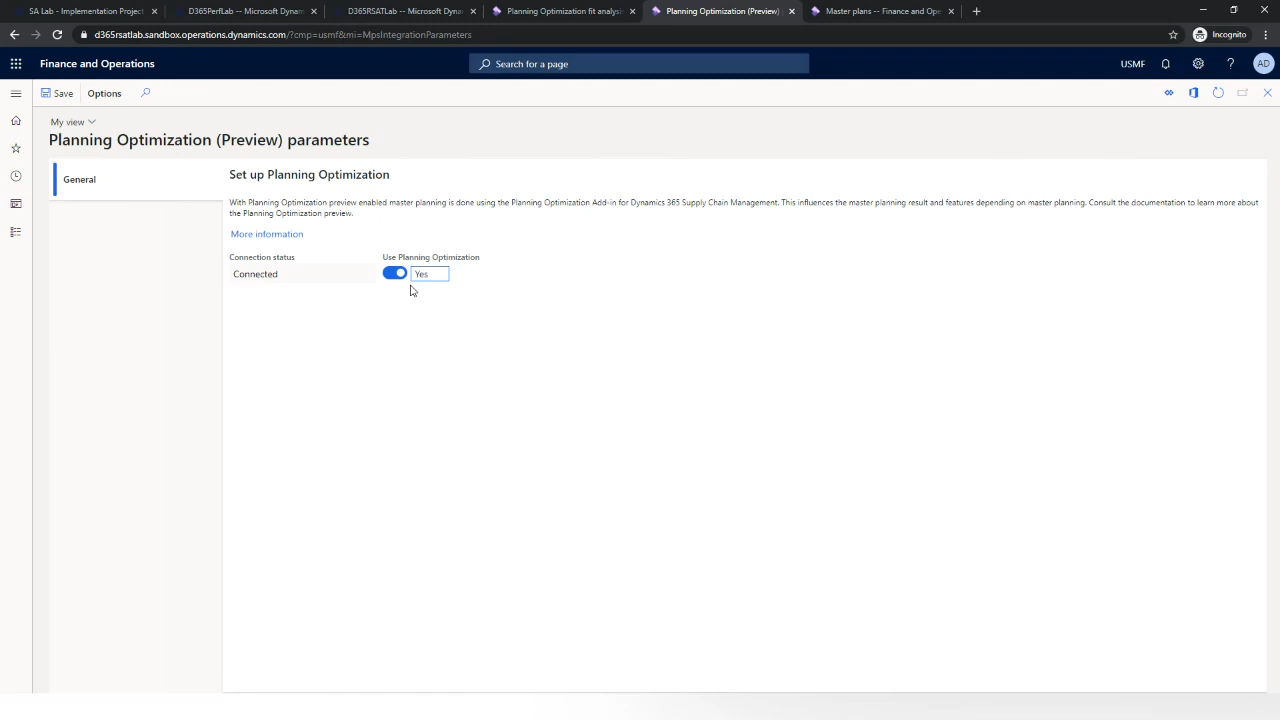 SA Lab - Implementation Project
D365PerfLab -- Microsoft Dynam
D365RSATLab -- Microsoft Dynam
Planning Optimization fit analysis
Planning Optimization (Preview)
Master plans -- Finance and Ope
d365rsatlab.sandbox.operations.dynamics.com/?cmp=usmf&mi=MpsIntegrationParameters
Incognito
Finance and Operations
Search for a page
USMF
?
AD
Save
Options
My view
Planning Optimization (Preview) parameters
General
Set up Planning Optimization
With Planning Optimization preview enabled master planning is done using the Planning Optimization Add-in for Dynamics 365 Supply Chain Management. This influences the master planning result and features depending on master planning. Consult the documentation to learn more about
the Planning Optimization preview.
More information
Connection status
Use Planning Optimization
Connected
Yes